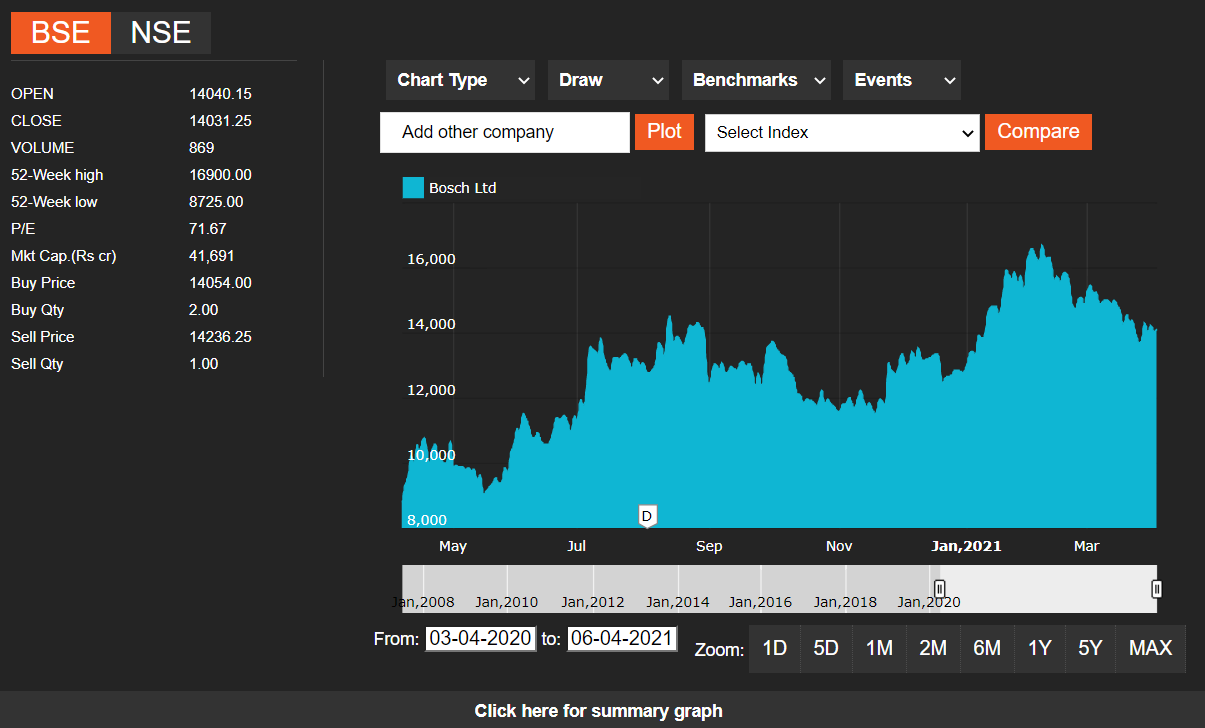 BSE NSE
OPEN 14040.15
CLOSE 14031.25
VOLUME 869
52-Week high 16900.00
52-Week low 8725.00
P/E 71.67
Mkt Cap.(Rs cr) 41,691
Buy Price 14054.00
Buy Qty 2.00
Sell Price 14236.25
Sell Qty 1.00
Chart Type Draw Benchmarks Events
Add other company Plot Select Index Compare
Bosch Ltd
16,000
14,000
12,000
10,000
8,000
D
May Jul Sep Nov Jan,2021 Mar
Jan,2008 Jan,2010 Jan,2012 Jan,2014 Jan,2016 Jan,2018 Jan,2020
From: 03-04-2020 to: 06-04-2021 Zoom: 1D 5D 1M 2M 6M 1Y 5Y MAX
Click here for summary graph